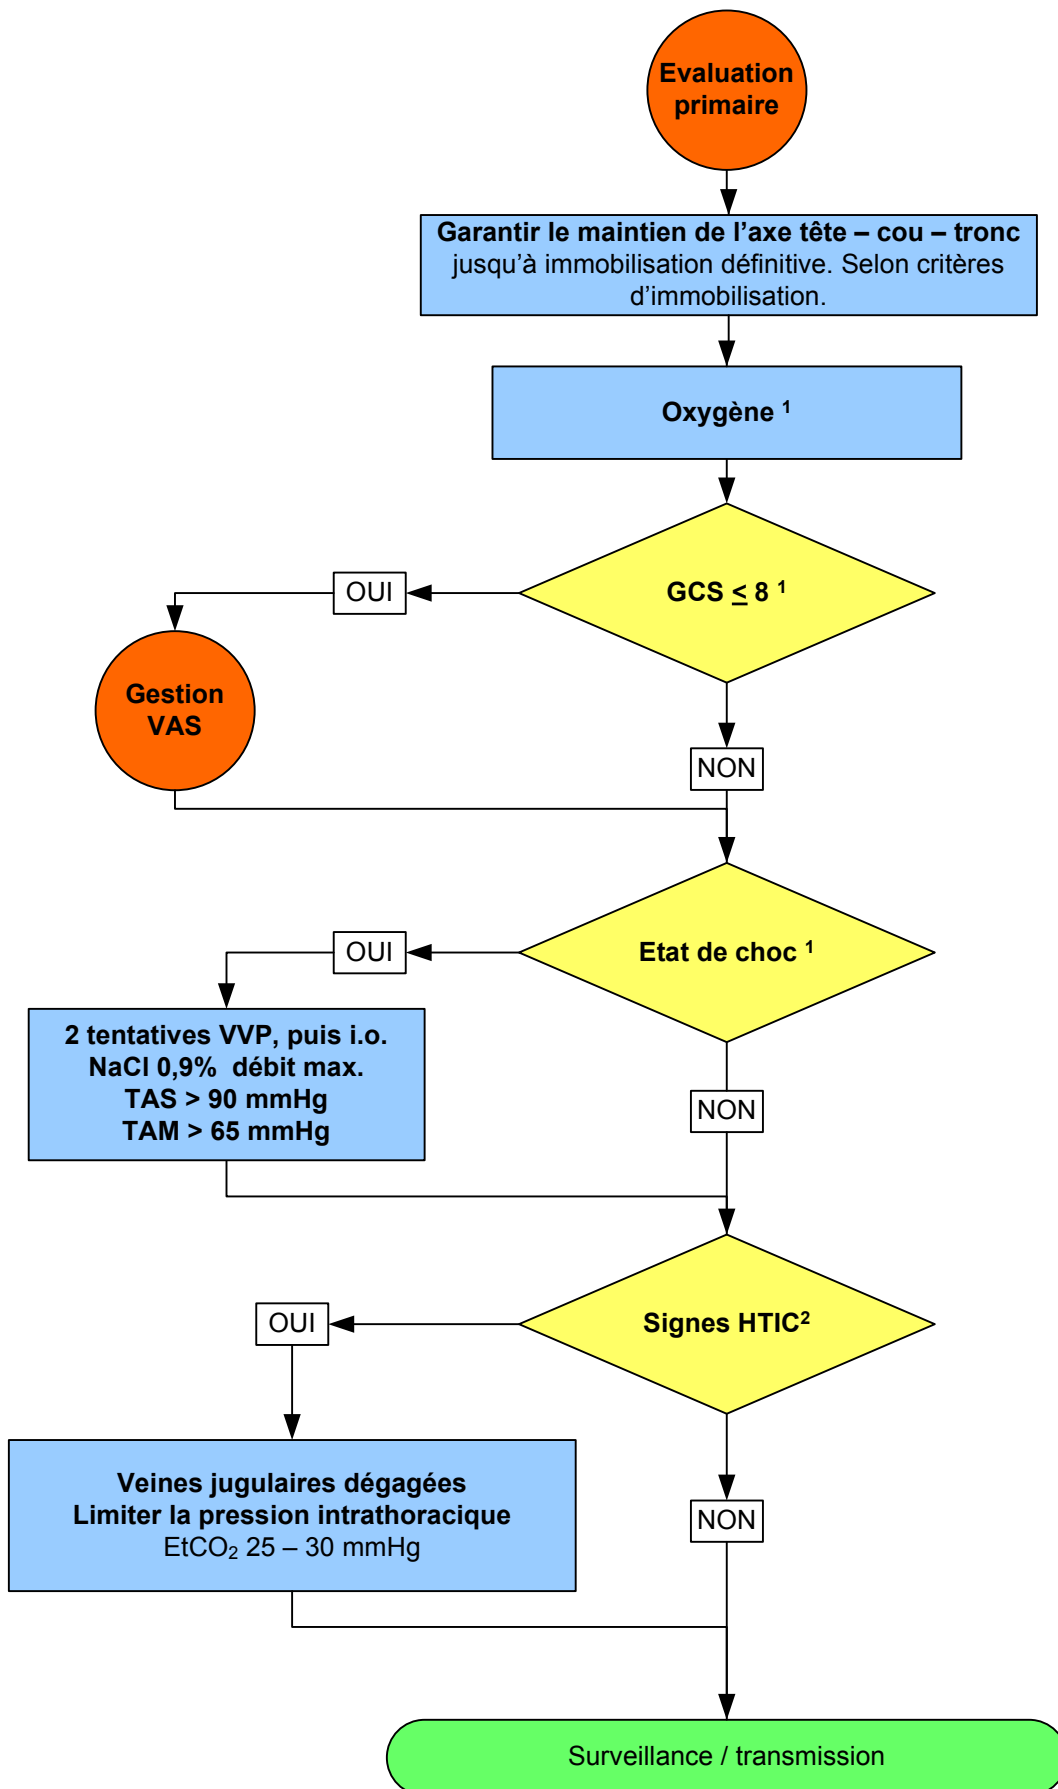 Evaluation
primaire
Garantir le maintien de l'axe tête – cou – tronc
jusqu'à immobilisation définitive. Selon critères
d'immobilisation.
Oxygène ¹
GCS ≤ 8 ¹
OUI
Gestion
VAS
NON
Etat de choc ¹
OUI
2 tentatives VVP, puis i.o.
NaCl 0,9% débit max.
TAS > 90 mmHg
TAM > 65 mmHg
NON
Signes HTIC²
OUI
Veines jugulaires dégagées
Limiter la pression intrathoracique
EtCO₂ 25 – 30 mmHg
NON
Surveillance / transmission